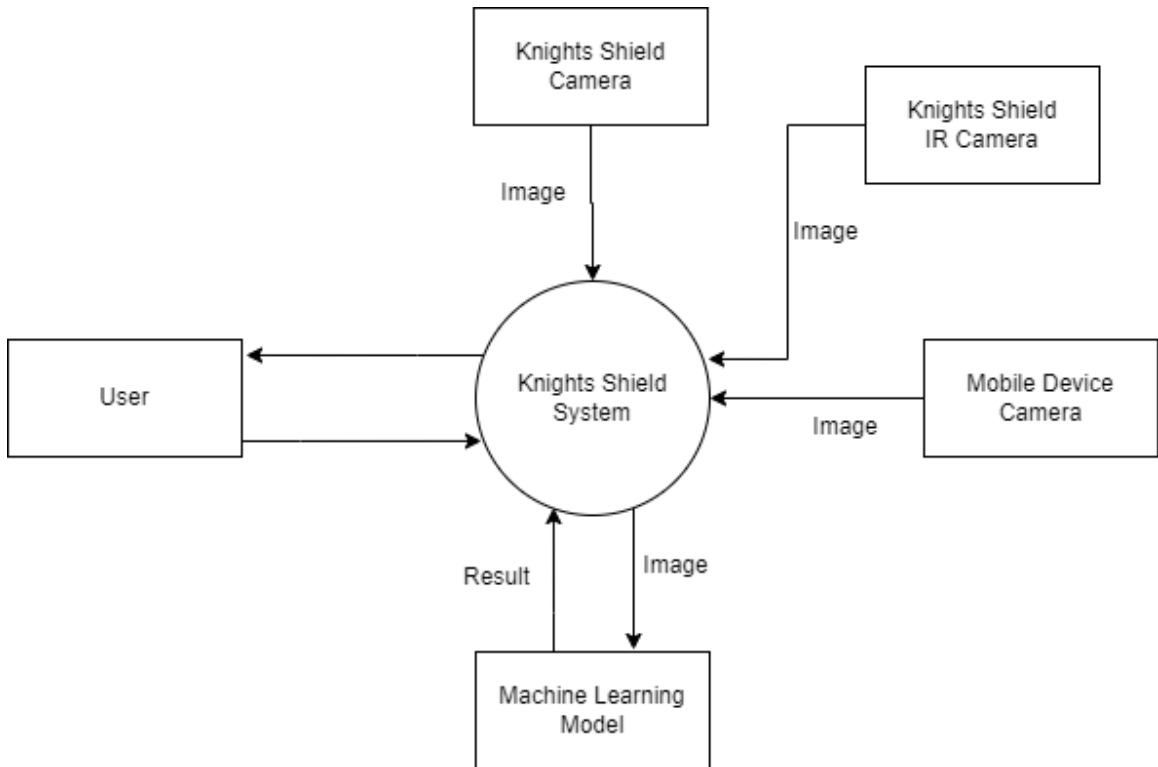 Knights Shield
Camera
Knights Shield
IR Camera
Image
Image
User
Knights Shield
System
Mobile Device
Camera
Image
Result
Image
Machine Learning
Model